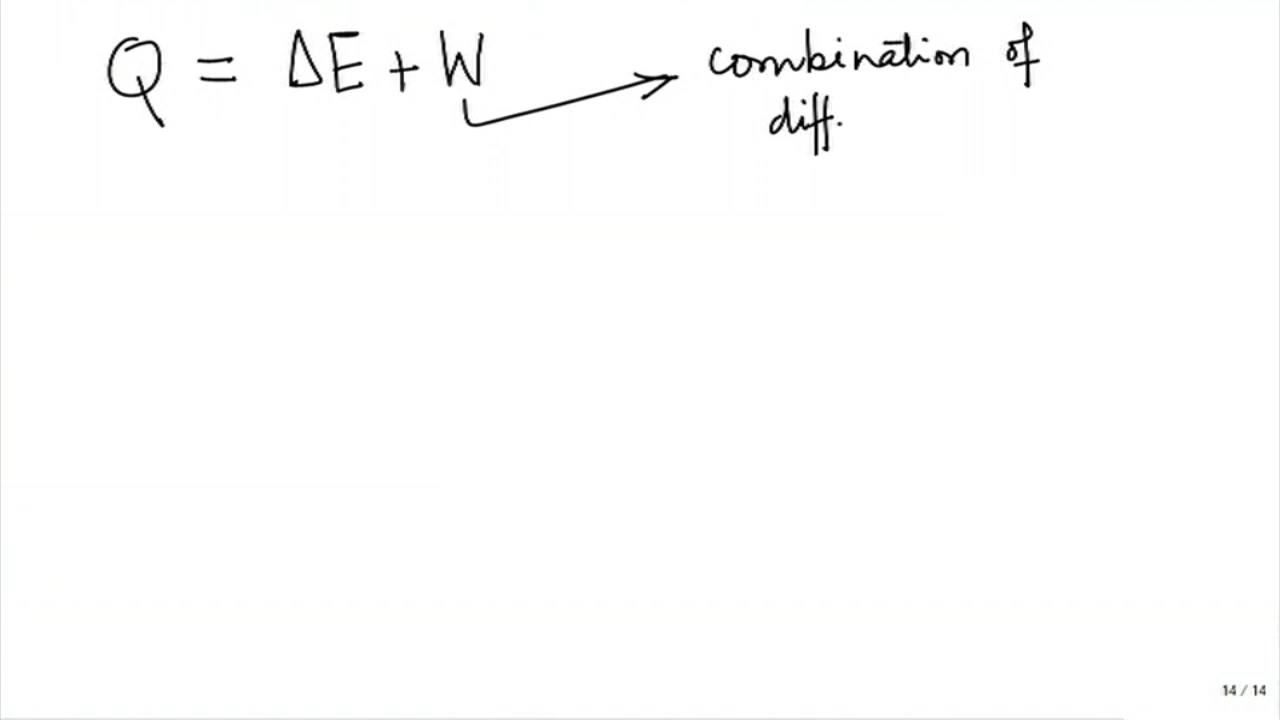 Q = ΔE + W → combination of
diff.
14 / 14